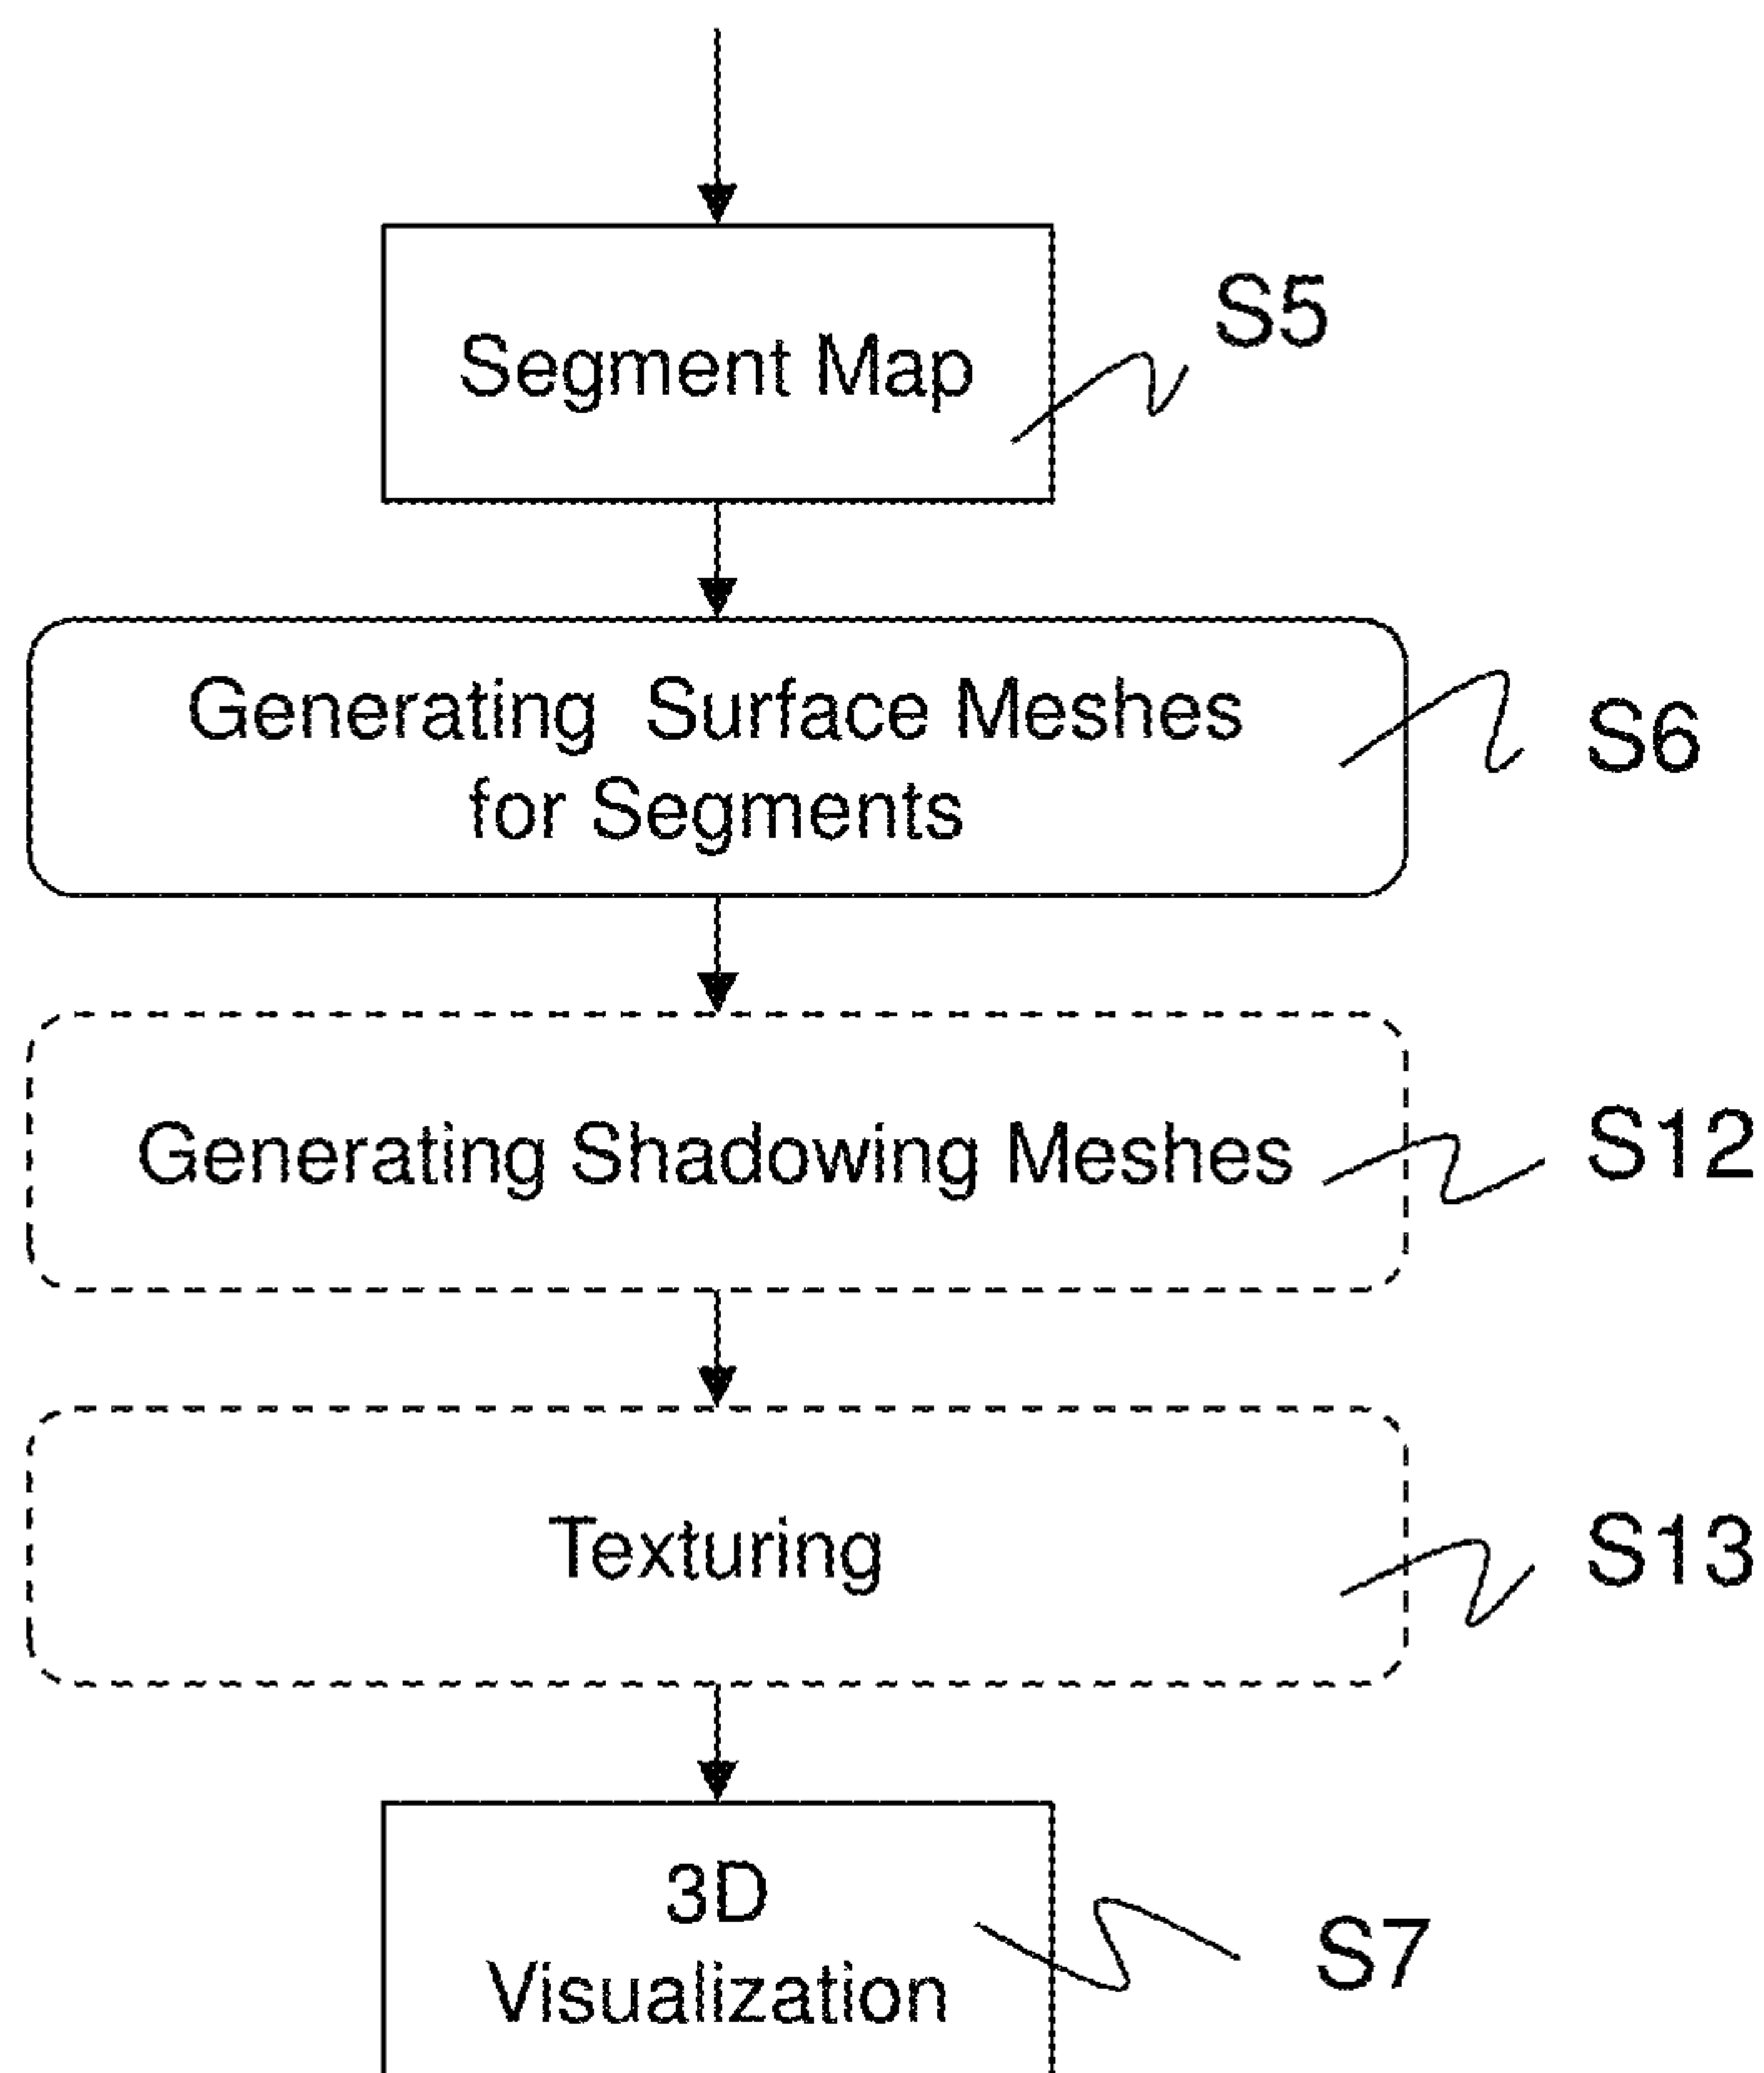 Segment Map
S5
Generating Surface Meshes
for Segments
S6
Generating Shadowing Meshes
S12
Texturing
S13
3D
Visualization
S7